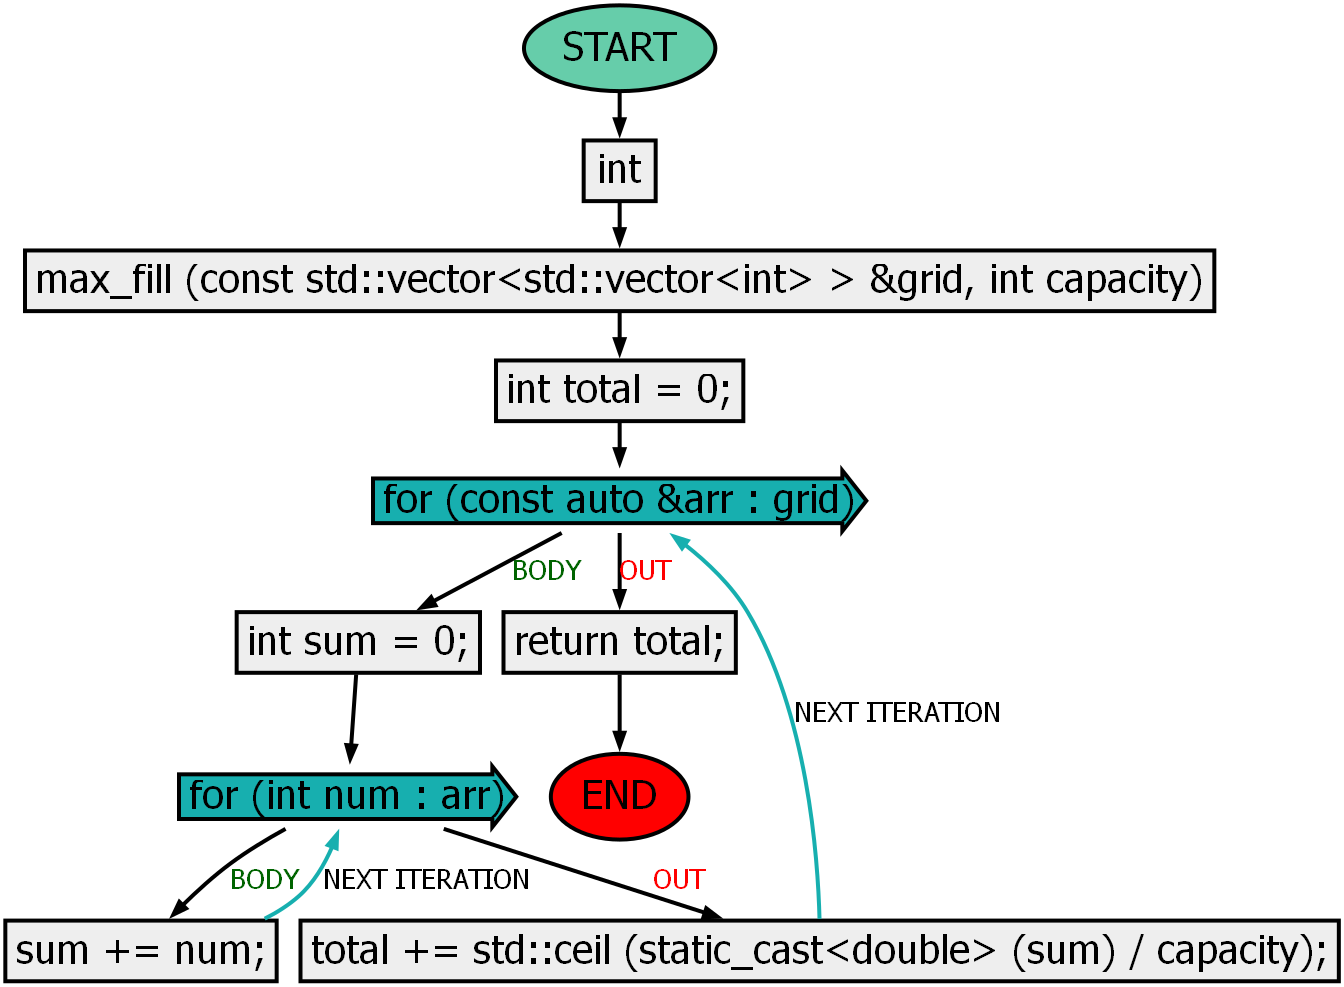 START
int
max_fill (const std::vector<std::vector<int> > &grid, int capacity)
int total = 0;
for (const auto &arr : grid)
BODY
OUT
int sum = 0;
return total;
NEXT ITERATION
for (int num : arr)
END
BODY
NEXT ITERATION
OUT
sum += num;
total += std::ceil (static_cast<double> (sum) / capacity);